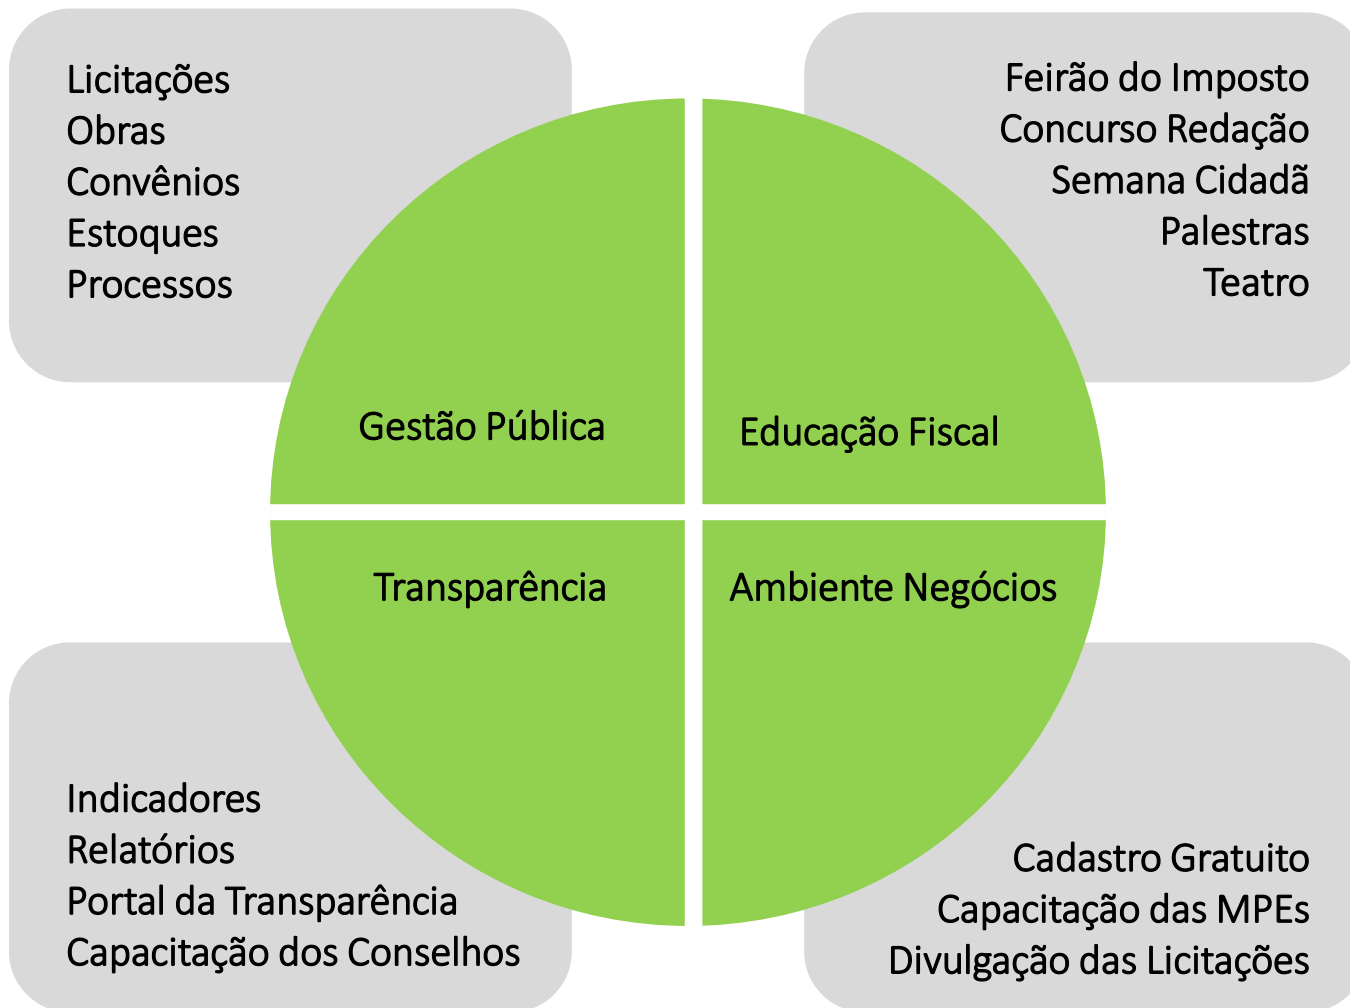 Licitações
Obras
Convênios
Estoques
Processos
Feirão do Imposto
Concurso Redação
Semana Cidadã
Palestras
Teatro
Gestão Pública
Educação Fiscal
Transparência
Ambiente Negócios
Indicadores
Relatórios
Portal da Transparência
Capacitação dos Conselhos
Cadastro Gratuito
Capacitação das MPEs
Divulgação das Licitações